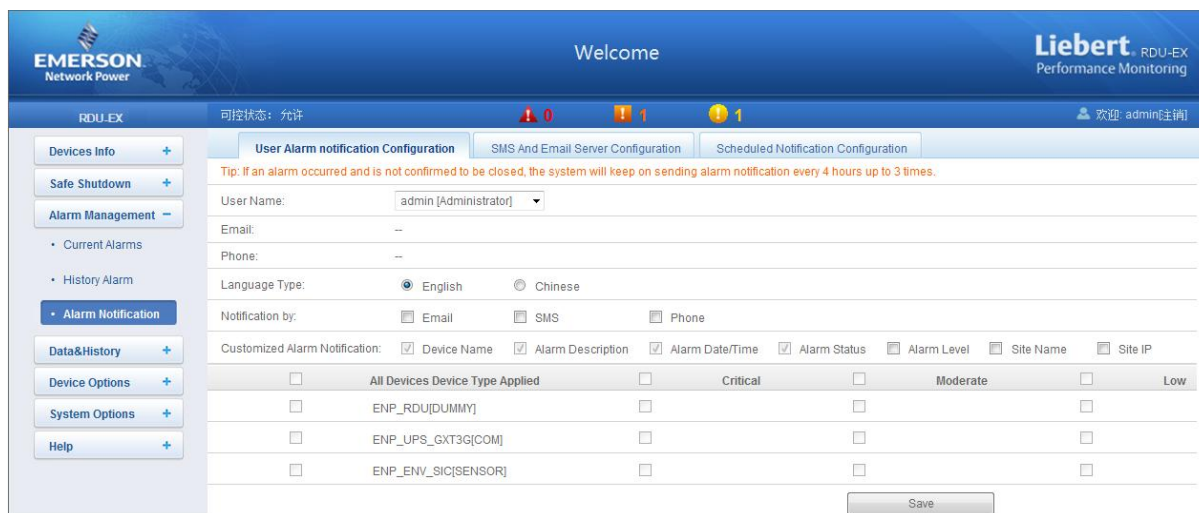 EMERSON
Network Power
Welcome
Liebert RDU-EX
Performance Monitoring
RDU-EX
可控状态：允许
0
1
1
欢迎: admin[注销]
Devices Info +
Safe Shutdown +
Alarm Management −
• Current Alarms
• History Alarm
• Alarm Notification
Data&History +
Device Options +
System Options +
Help +
User Alarm notification Configuration SMS And Email Server Configuration Scheduled Notification Configuration
Tip: If an alarm occurred and is not confirmed to be closed, the system will keep on sending alarm notification every 4 hours up to 3 times.
User Name: admin [Administrator]
Email: --
Phone: --
Language Type: English Chinese
Notification by: Email SMS Phone
Customized Alarm Notification: Device Name Alarm Description Alarm Date/Time Alarm Status Alarm Level Site Name Site IP
All Devices Device Type Applied Critical Moderate Low
ENP_RDU[DUMMY]
ENP_UPS_GXT3G[COM]
ENP_ENV_SIC[SENSOR]
Save